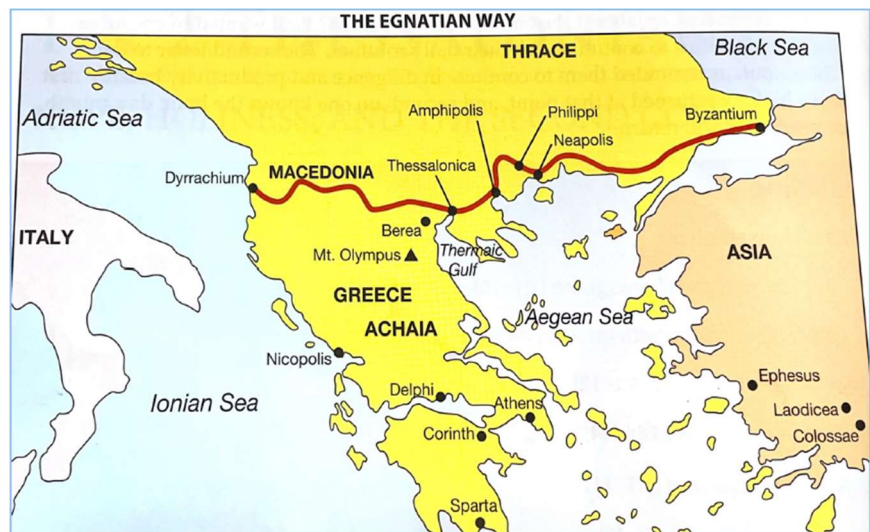 THE EGNATIAN WAY
THRACE
Black Sea
Adriatic Sea
Amphipolis
Philippi
Byzantium
Neapolis
Dyrrachium
MACEDONIA
Thessalonica
ITALY
Berea
Mt. Olympus
Thermaic
Gulf
ASIA
GREECE
ACHAIA
Aegean Sea
Nicopolis
Ionian Sea
Delphi
Athens
Ephesus
Laodicea
Corinth
Colossae
Sparta